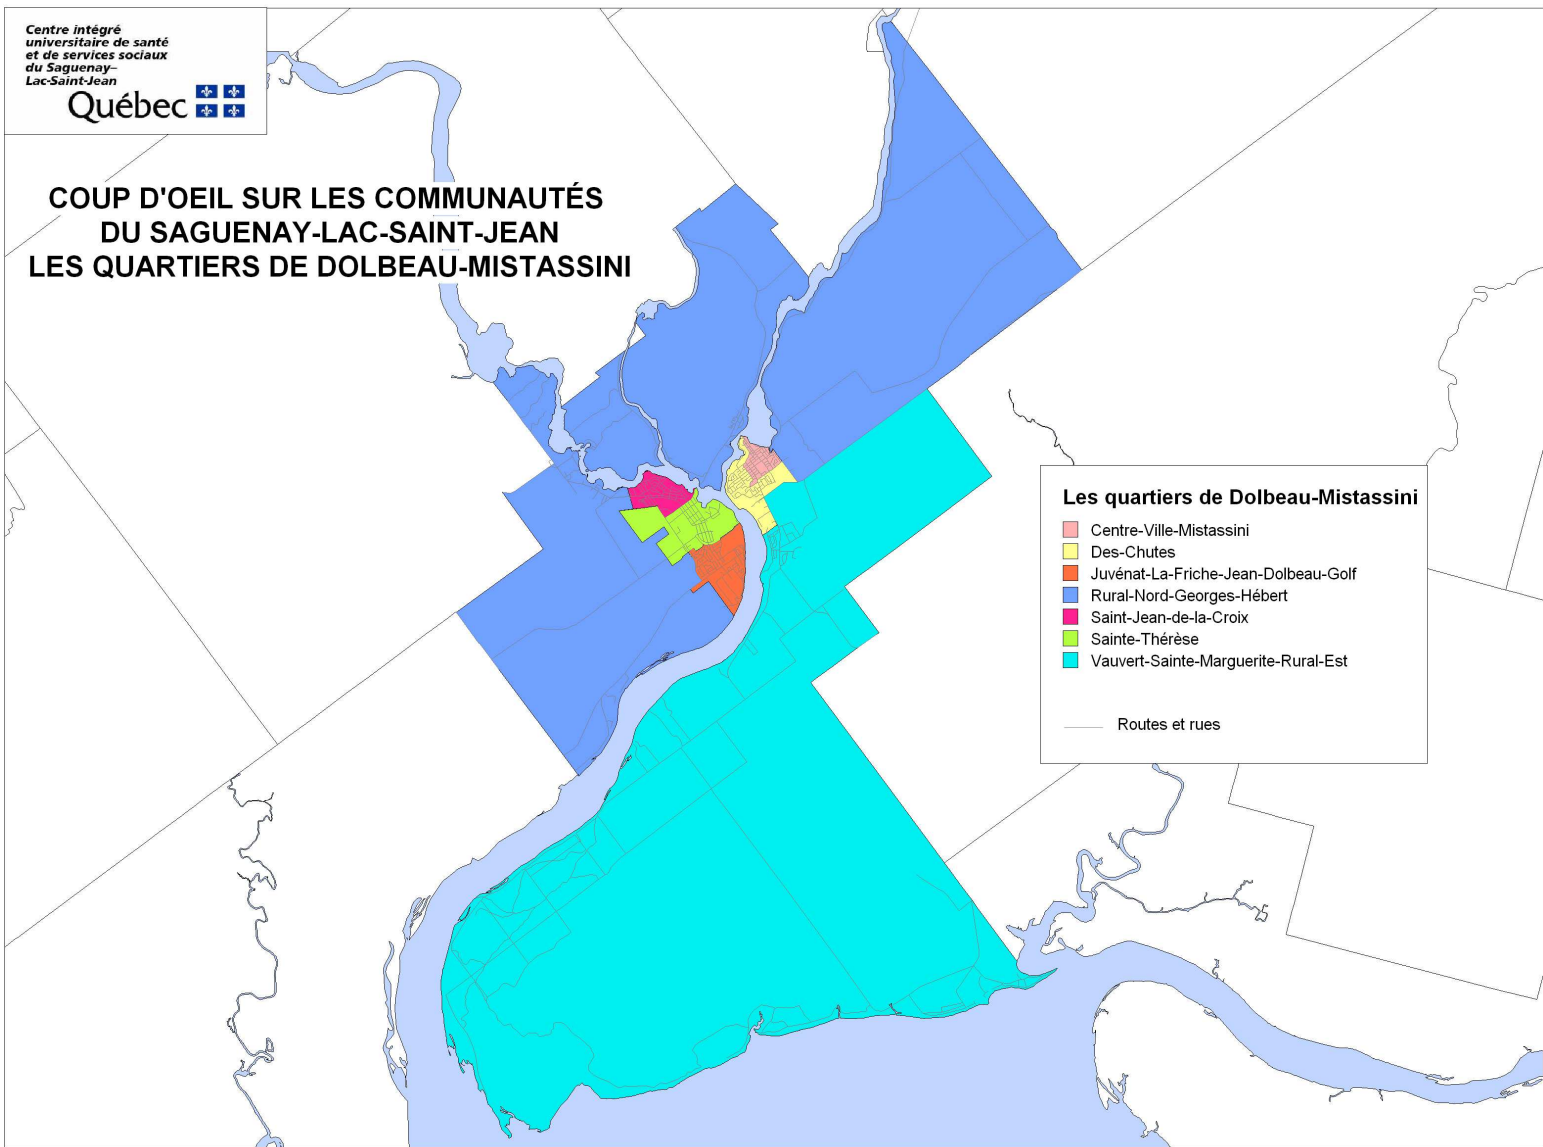 Centre intégré
universitaire de santé
et de services sociaux
du Saguenay–
Lac-Saint-Jean
Québec
COUP D'OEIL SUR LES COMMUNAUTÉS
DU SAGUENAY-LAC-SAINT-JEAN
LES QUARTIERS DE DOLBEAU-MISTASSINI
Les quartiers de Dolbeau-Mistassini
Centre-Ville-Mistassini
Des-Chutes
Juvénat-La-Friche-Jean-Dolbeau-Golf
Rural-Nord-Georges-Hébert
Saint-Jean-de-la-Croix
Sainte-Thérèse
Vauvert-Sainte-Marguerite-Rural-Est
Routes et rues